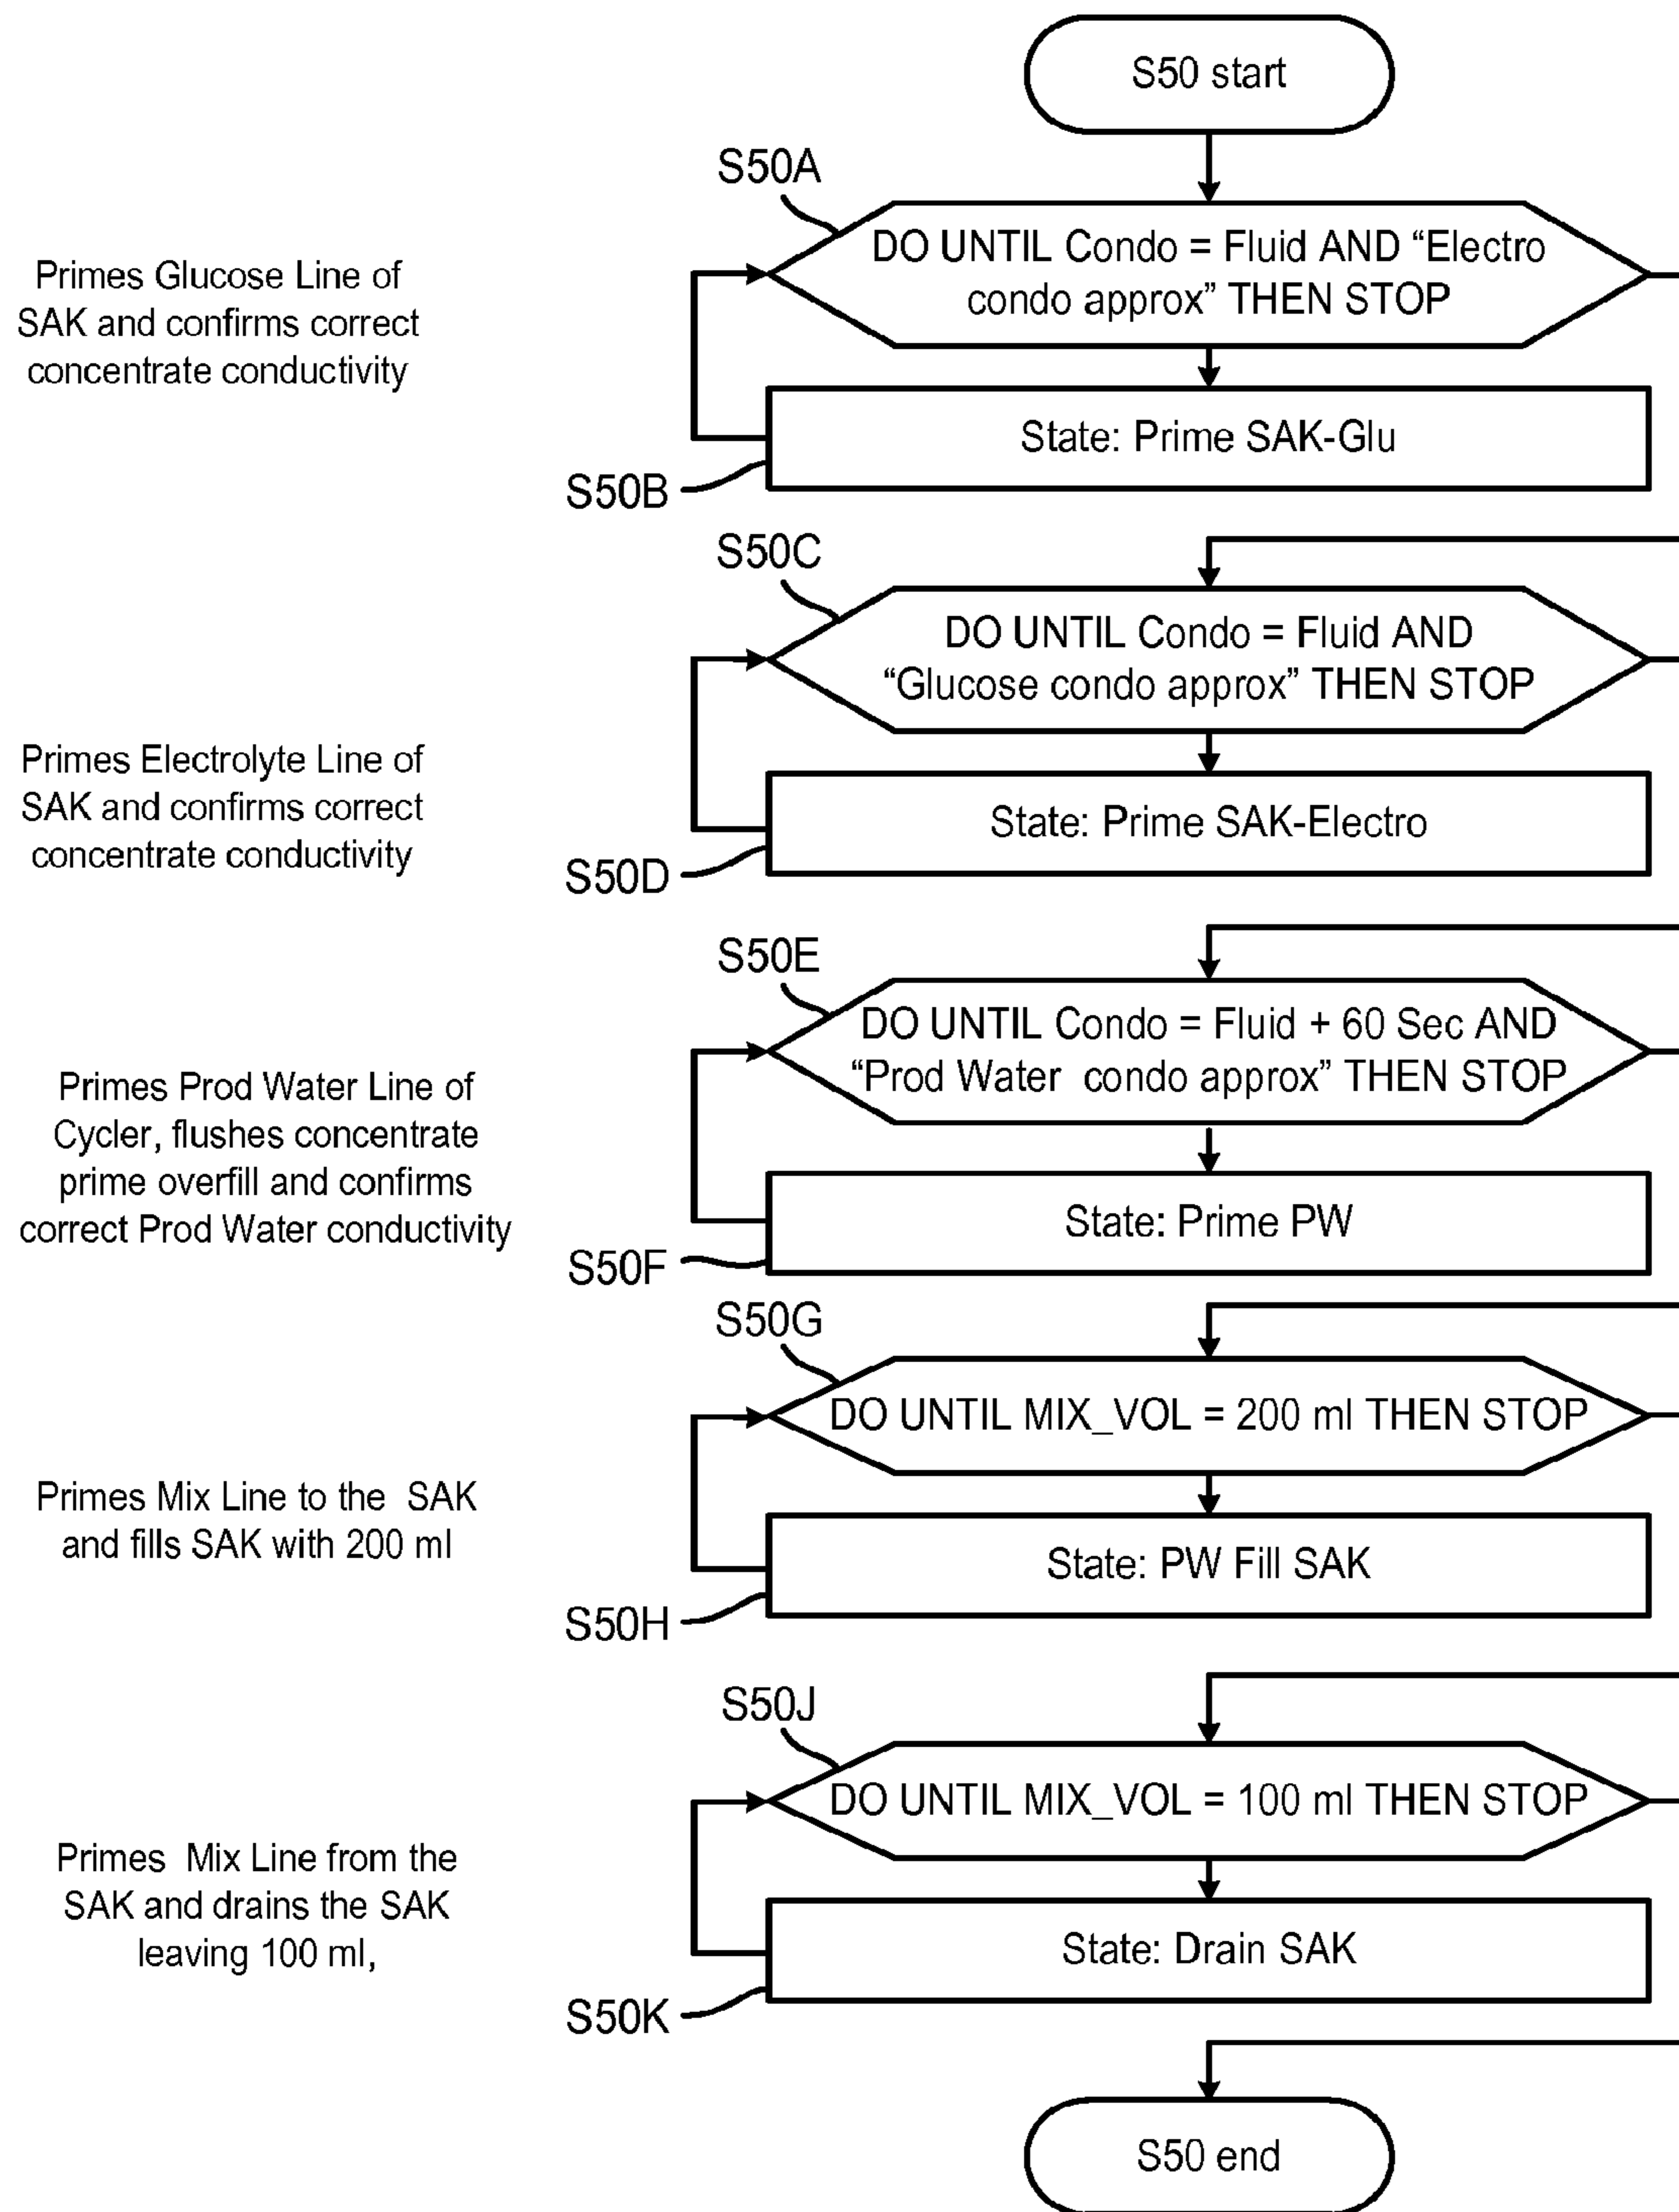 S50 start
S50A
Primes Glucose Line of
SAK and confirms correct
concentrate conductivity
DO UNTIL Condo = Fluid AND “Electro
condo approx” THEN STOP
State: Prime SAK-Glu
S50B
S50C
DO UNTIL Condo = Fluid AND
“Glucose condo approx” THEN STOP
Primes Electrolyte Line of
SAK and confirms correct
concentrate conductivity
State: Prime SAK-Electro
S50D
S50E
DO UNTIL Condo = Fluid + 60 Sec AND
“Prod Water condo approx” THEN STOP
Primes Prod Water Line of
Cycler, flushes concentrate
prime overfill and confirms
correct Prod Water conductivity
State: Prime PW
S50F
S50G
DO UNTIL MIX_VOL = 200 ml THEN STOP
Primes Mix Line to the SAK
and fills SAK with 200 ml
State: PW Fill SAK
S50H
S50J
DO UNTIL MIX_VOL = 100 ml THEN STOP
Primes Mix Line from the
SAK and drains the SAK
leaving 100 ml,
State: Drain SAK
S50K
S50 end